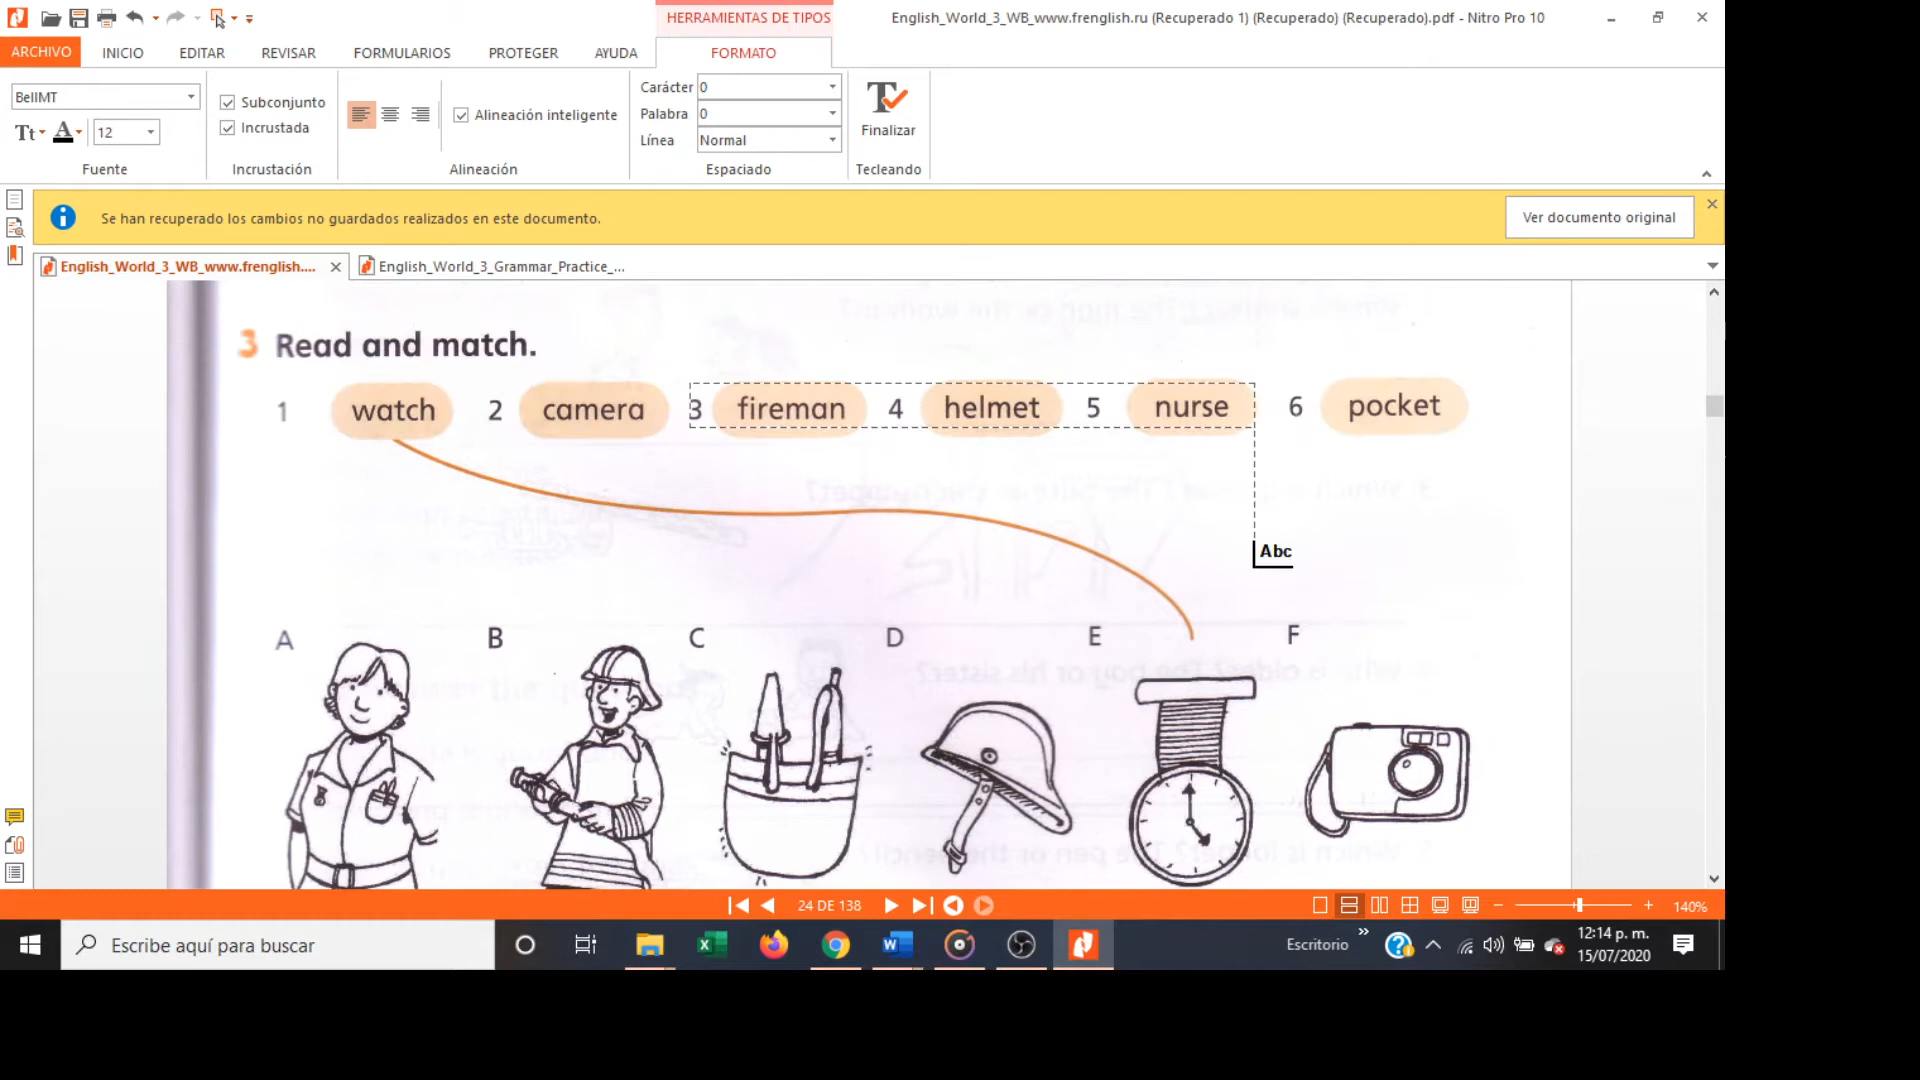 HERRAMIENTAS DE TIPOS
English_World_3_WB_www.frenglish.ru (Recuperado 1) (Recuperado) (Recuperado).pdf - Nitro Pro 10
ARCHIVO INICIO EDITAR REVISAR FORMULARIOS PROTEGER AYUDA FORMATO
BellMT
Tt A 12
Fuente
Subconjunto
Incrustada
Incrustación
Alineación inteligente
Alineación
Carácter 0
Palabra 0
Línea Normal
Espaciado
Finalizar
Tecleando
Se han recuperado los cambios no guardados realizados en este documento.
Ver documento original
English_World_3_WB_www.frenglish....
English_World_3_Grammar_Practice_...
3 Read and match.
1 watch 2 camera 3 fireman 4 helmet 5 nurse 6 pocket
Abc
A B C D E F
24 DE 138
140%
Escribe aquí para buscar
Escritorio
12:14 p. m.
15/07/2020